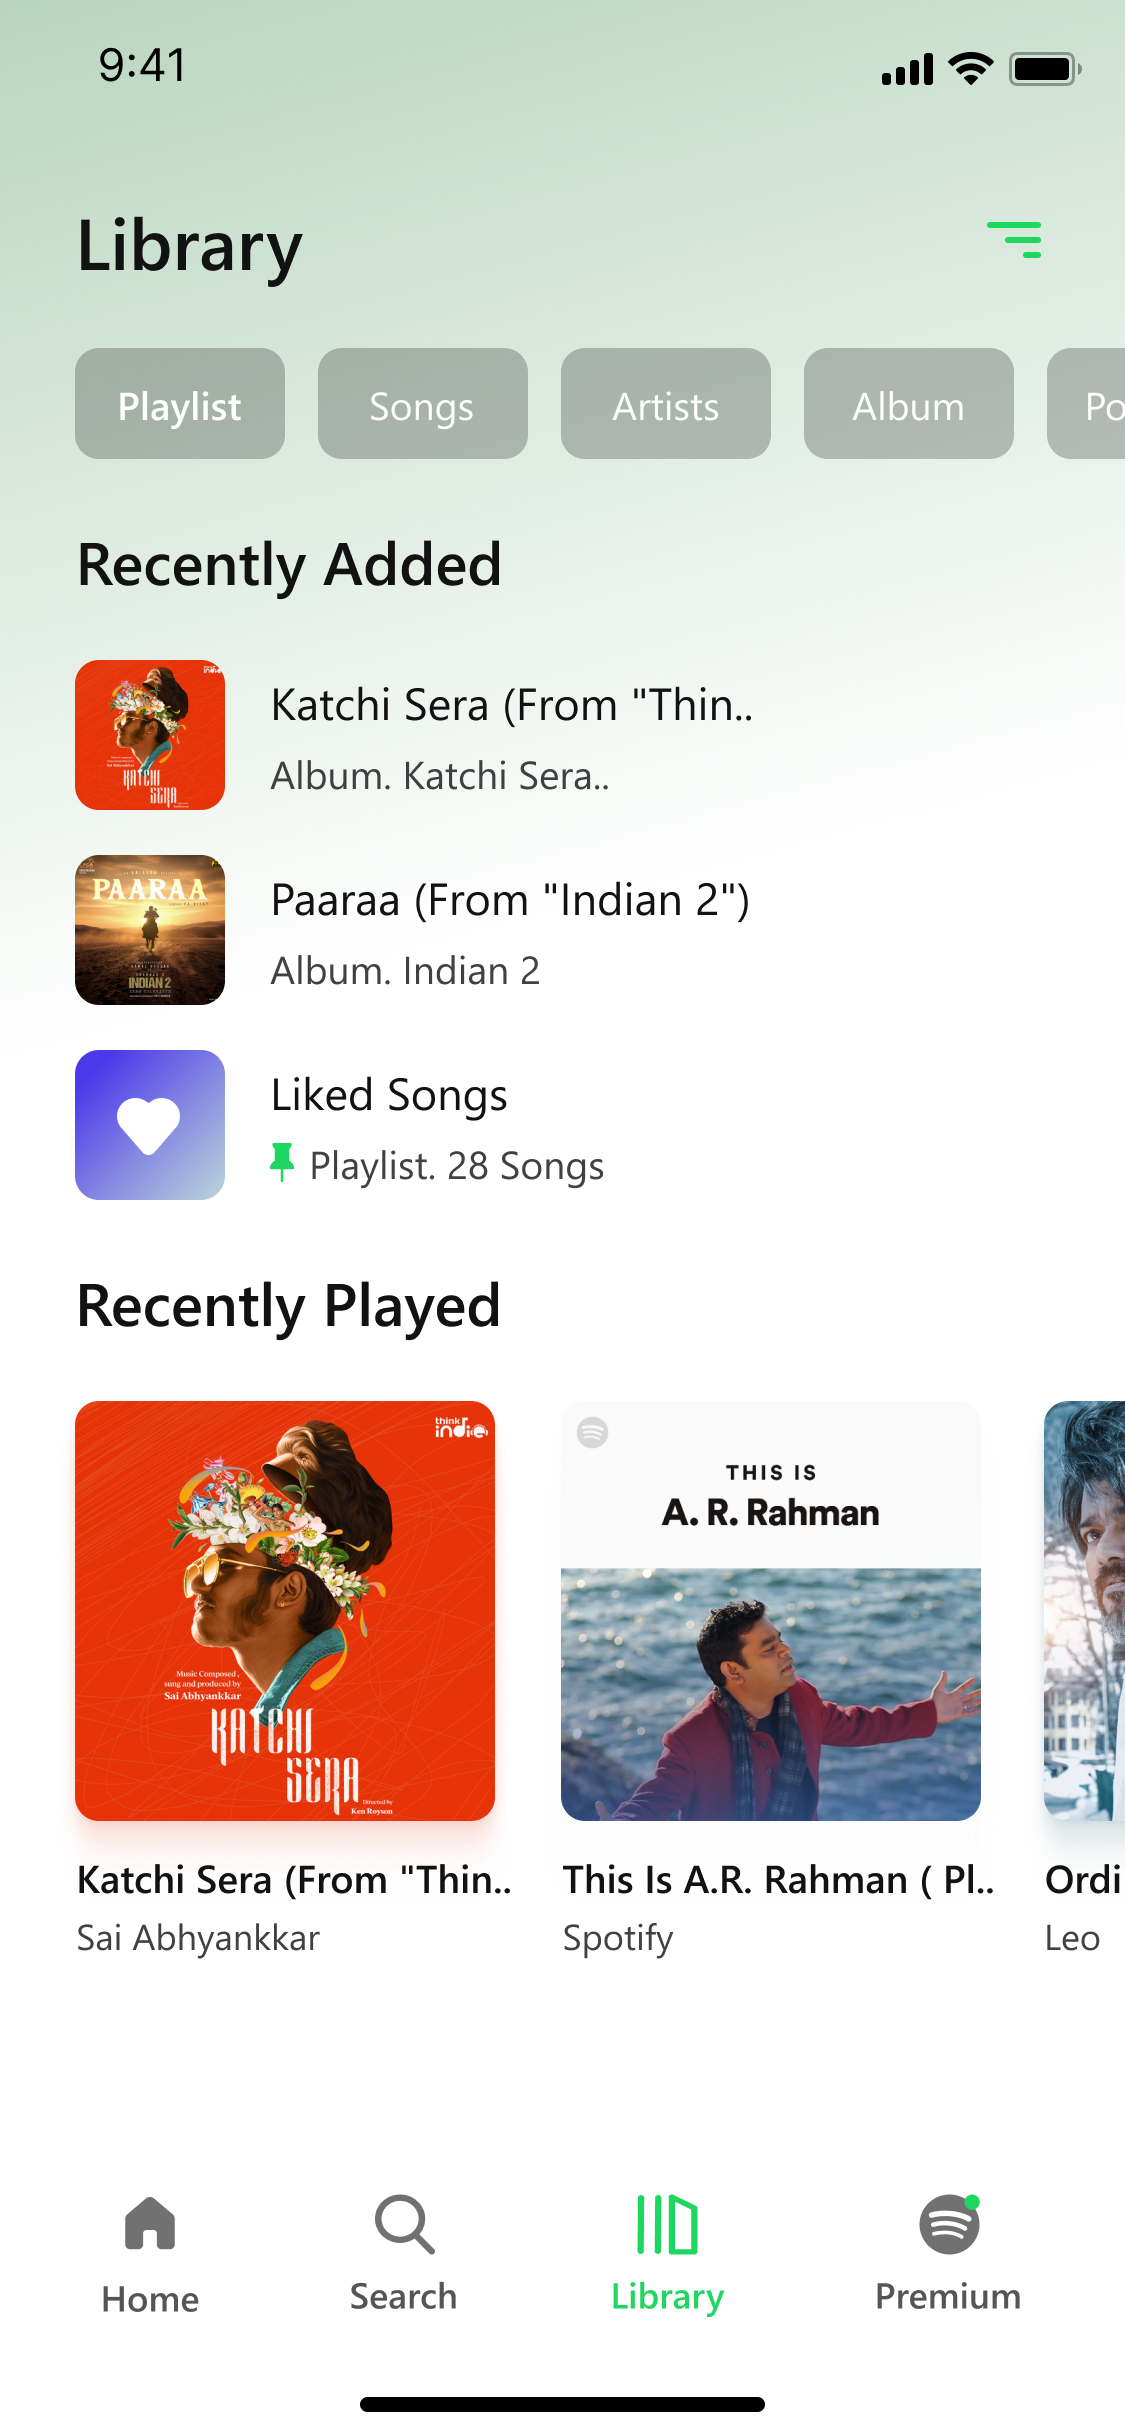 9:41
Library
Playlist
Songs
Artists
Album
Po
Recently Added
Katchi Sera (From "Thin..
Album. Katchi Sera..
PAARAA
INDIAN 2
Paaraa (From "Indian 2")
Album. Indian 2
Liked Songs
Playlist. 28 Songs
Recently Played
think
indie
Music Composed,
sung and produced by
Sai Abhyankkar
KATCHI
SERA
Directed by
Ken Royson
THIS IS
A. R. Rahman
Katchi Sera (From "Thin..
Sai Abhyankkar
This Is A.R. Rahman ( Pl..
Spotify
Ordi
Leo
Home
Search
Library
Premium